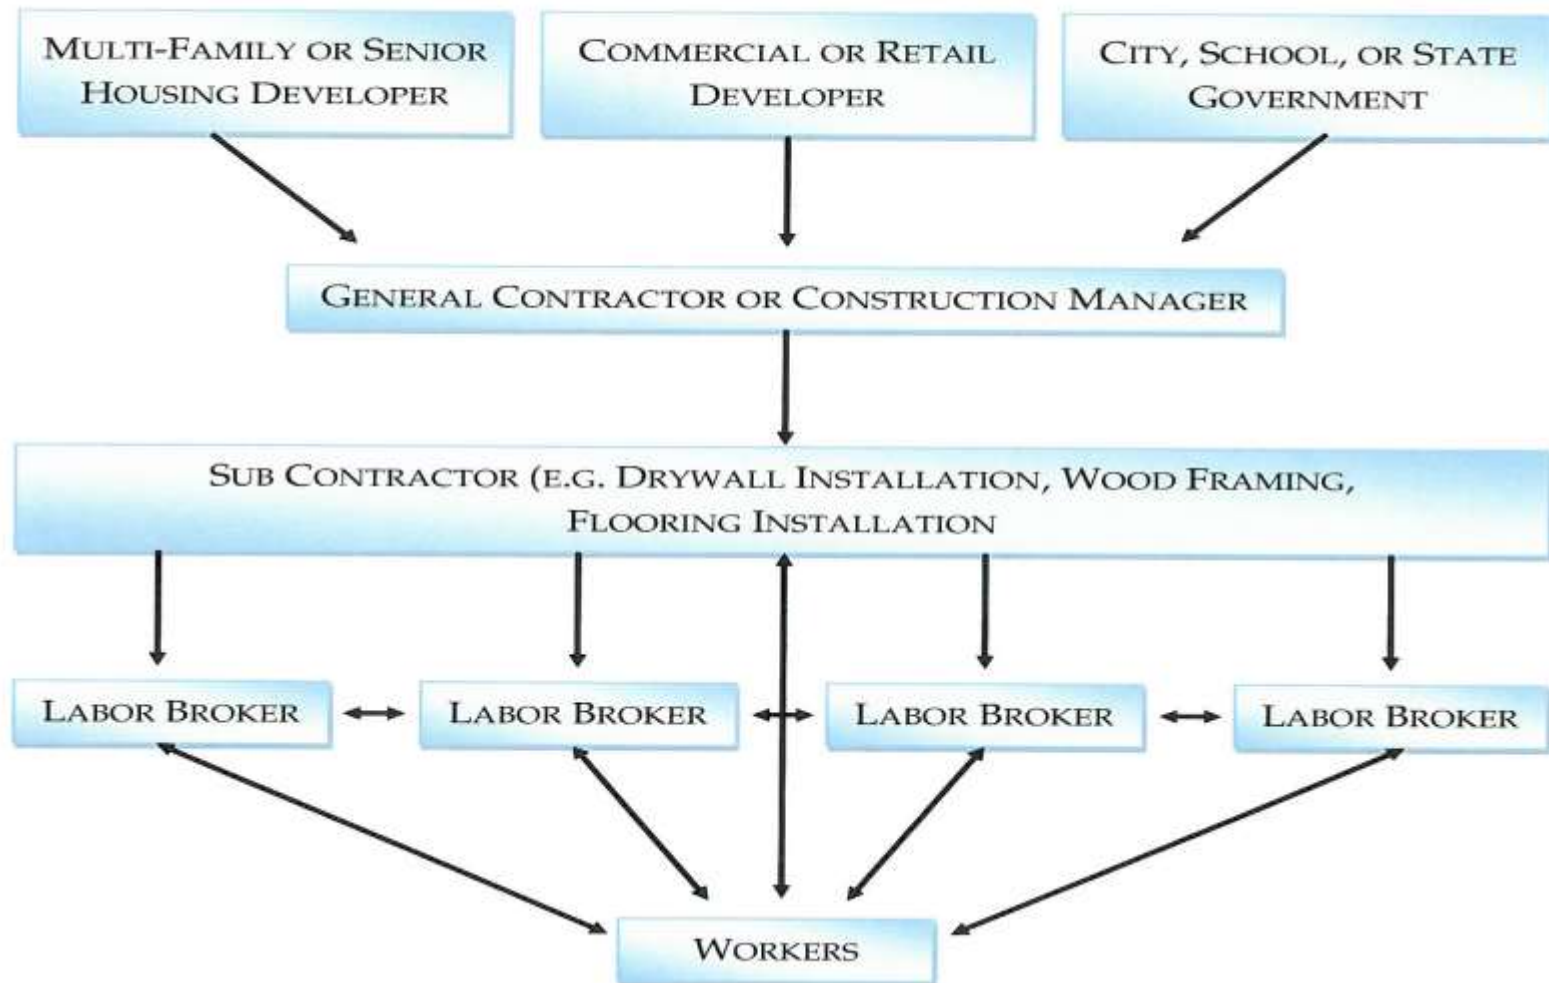 MULTI-FAMILY OR SENIOR
HOUSING DEVELOPER
COMMERCIAL OR RETAIL
DEVELOPER
CITY, SCHOOL, OR STATE
GOVERNMENT
GENERAL CONTRACTOR OR CONSTRUCTION MANAGER
SUB CONTRACTOR (E.G. DRYWALL INSTALLATION, WOOD FRAMING,
FLOORING INSTALLATION
LABOR BROKER
LABOR BROKER
LABOR BROKER
LABOR BROKER
WORKERS